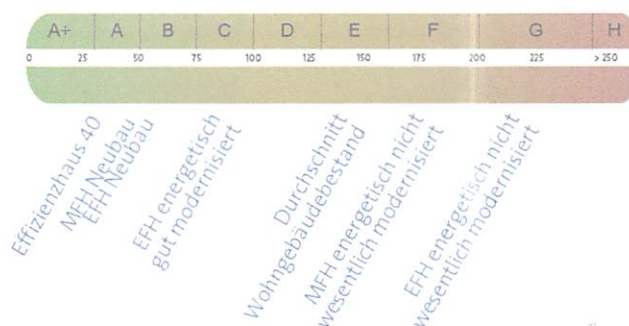 A+ A B C D E F G H
0 25 50 75 100 125 150 175 200 225 > 250
Effizienzhaus 40
MFH Neubau
EFH Neubau
EFH energetisch
gut modernisiert
Durchschnitt
Wohngebäudebestand
MFH energetisch nicht
wesentlich modernisiert
EFH energetisch nicht
wesentlich modernisiert